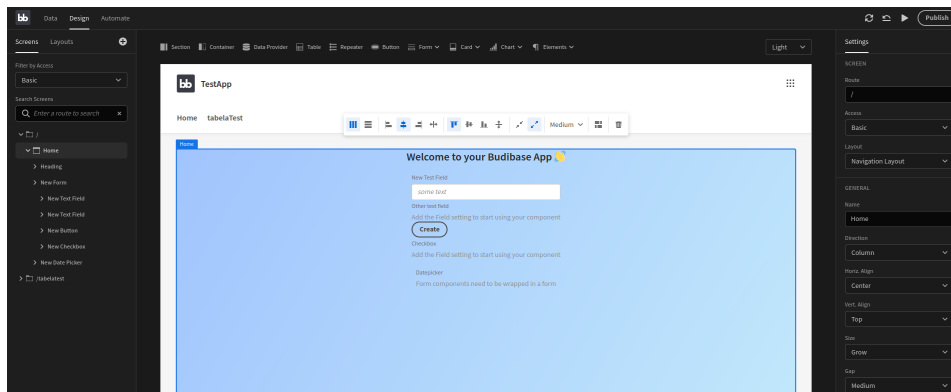 bb Data Design Automate Publish
Screens Layouts
Section Container Data Provider Table Repeater Button Form Card Chart Elements Light
Settings
Filter by Access
Basic
Search Screens
Enter a route to search
/
Home
Heading
New Form
New Text Field
New Text Field
New Button
New Checkbox
New Date Picker
/tabelatest
bb TestApp
Home tabelaTest
Medium
Home
Welcome to your Budibase App 👋
New Text Field
some text
Other text field
Add the Field setting to start using your component
Create
Checkbox
Add the Field setting to start using your component
Datepicker
Form components need to be wrapped in a form
SCREEN
Route
/
Access
Basic
Layout
Navigation Layout
GENERAL
Name
Home
Direction
Column
Horiz. Align
Center
Vert. Align
Top
Size
Grow
Gap
Medium